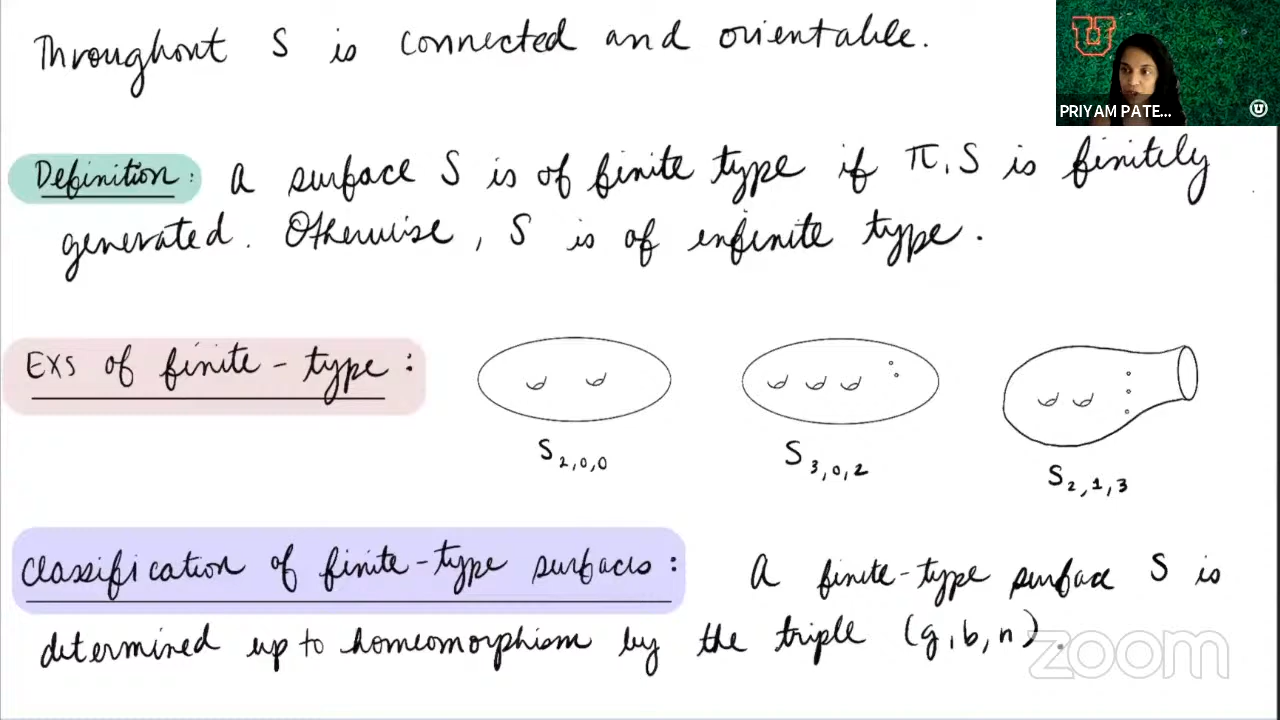 Throughout S is connected and orientable.
U
PRIYAM PATE...
Definition: A surface S is of finite type if π₁S is finitely
generated. Otherwise, S is of infinite type.
Exs of finite-type:
S₂,₀,₀
S₃,₀,₂
S₂,₁,₃
Classification of finite-type surfaces: A finite-type surface S is
determined up to homeomorphism by the triple (g,b,n).
zoom